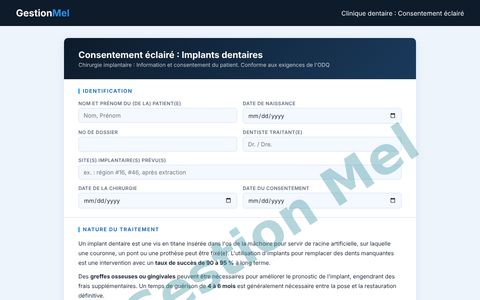 GestionMel
Clinique dentaire : Consentement éclairé
Consentement éclairé : Implants dentaires
Chirurgie implantaire : Information et consentement du patient. Conforme aux exigences de l'ODQ
IDENTIFICATION
NOM ET PRÉNOM DU (DE LA) PATIENT(E)
DATE DE NAISSANCE
Nom, Prénom
mm/dd/yyyy
NO DE DOSSIER
DENTISTE TRAITANT(E)
Dr. / Dre.
SITE(S) IMPLANTAIRE(S) PRÉVU(S)
ex. : région #16, #46, après extraction
DATE DE LA CHIRURGIE
DATE DU CONSENTEMENT
mm/dd/yyyy
mm/dd/yyyy
Gestion Mel
NATURE DU TRAITEMENT
Un implant dentaire est une vis en titane insérée dans l'os de la mâchoire pour servir de racine artificielle, sur laquelle
une couronne, un pont ou une prothèse peut être fixé(e). L'utilisation d'implants pour remplacer des dents manquantes
est une intervention avec un taux de succès de 90 à 95 % à long terme.
Des greffes osseuses ou gingivales peuvent être nécessaires pour améliorer le pronostic de l'implant, engendrant des
frais supplémentaires. Un temps de guérison de 4 à 6 mois est généralement nécessaire entre la pose et la restauration
définitive.